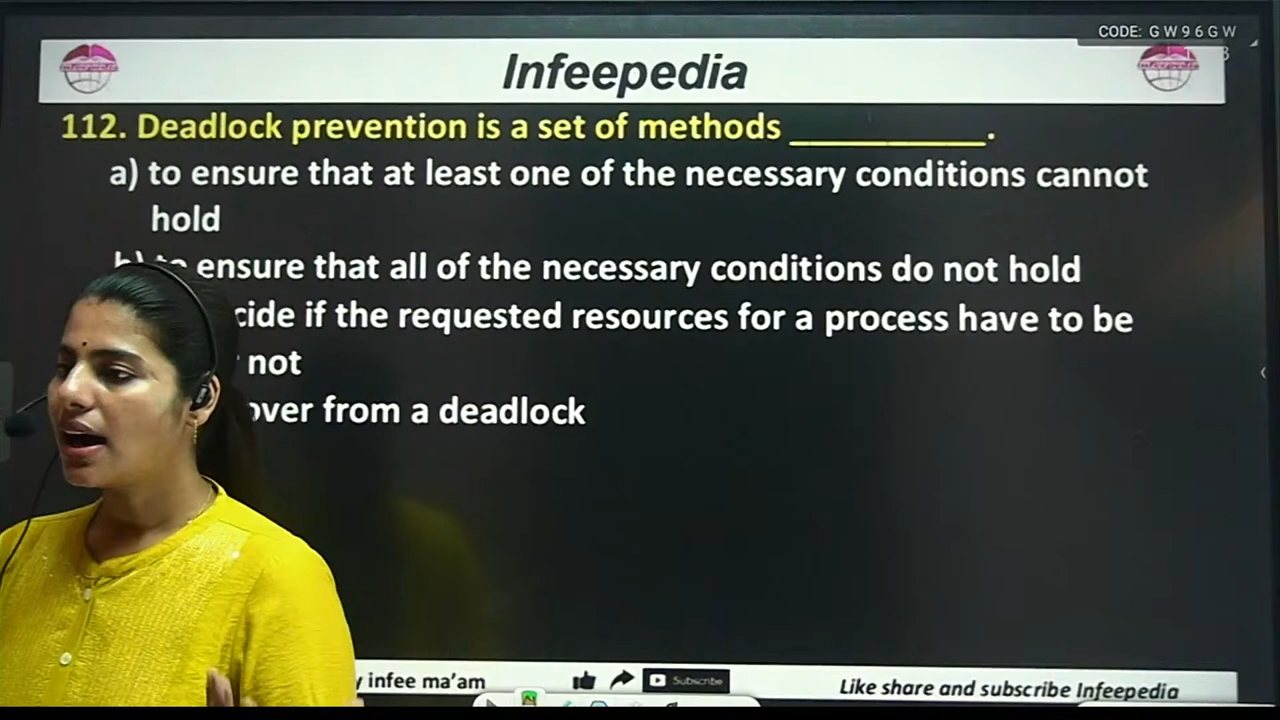 CODE: G W 9 6 G W
Infeepedia
112. Deadlock prevention is a set of methods __________.
a) to ensure that at least one of the necessary conditions cannot
hold
ensure that all of the necessary conditions do not hold
cide if the requested resources for a process have to be
not
over from a deadlock
infee ma'am
Subscribe
Like share and subscribe Infeepedia